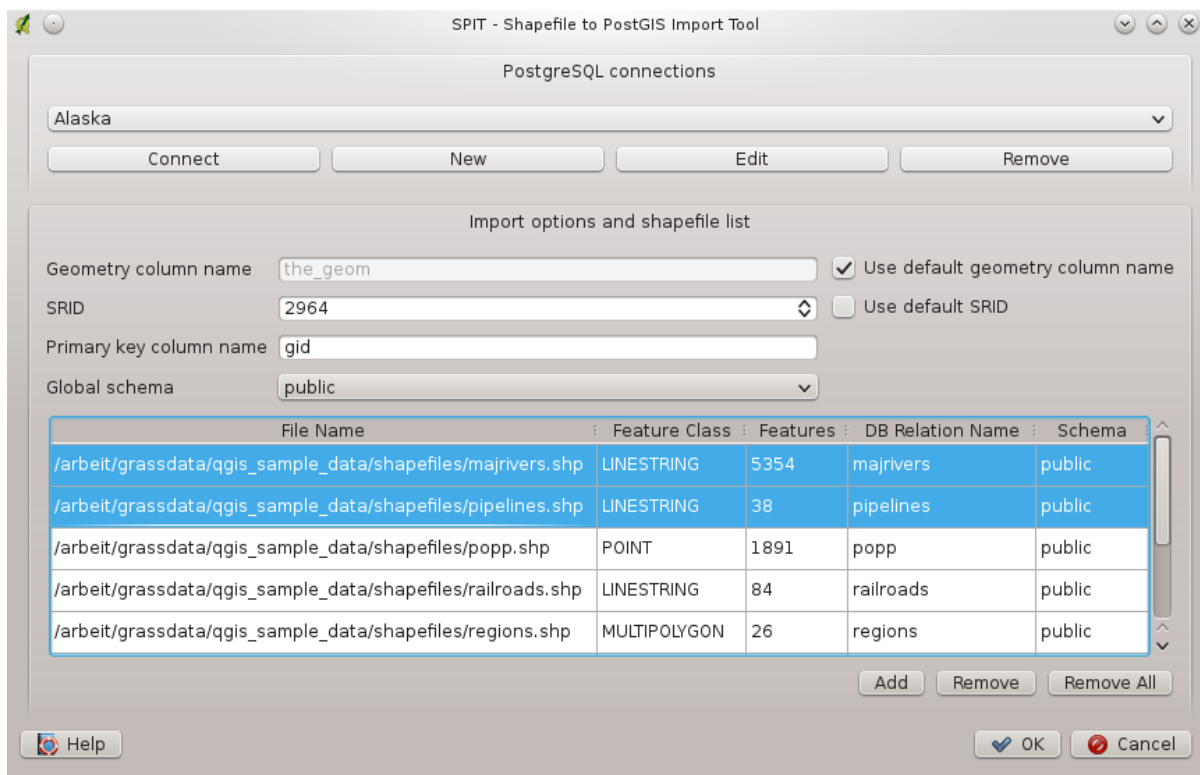 SPIT - Shapefile to PostGIS Import Tool
PostgreSQL connections
Alaska
Connect New Edit Remove
Import options and shapefile list
Geometry column name the_geom Use default geometry column name
SRID 2964 Use default SRID
Primary key column name gid
Global schema public
File Name Feature Class Features DB Relation Name Schema
/arbeit/grassdata/qgis_sample_data/shapefiles/majrivers.shp LINESTRING 5354 majrivers public
/arbeit/grassdata/qgis_sample_data/shapefiles/pipelines.shp LINESTRING 38 pipelines public
/arbeit/grassdata/qgis_sample_data/shapefiles/popp.shp POINT 1891 popp public
/arbeit/grassdata/qgis_sample_data/shapefiles/railroads.shp LINESTRING 84 railroads public
/arbeit/grassdata/qgis_sample_data/shapefiles/regions.shp MULTIPOLYGON 26 regions public
Add Remove Remove All
Help OK Cancel